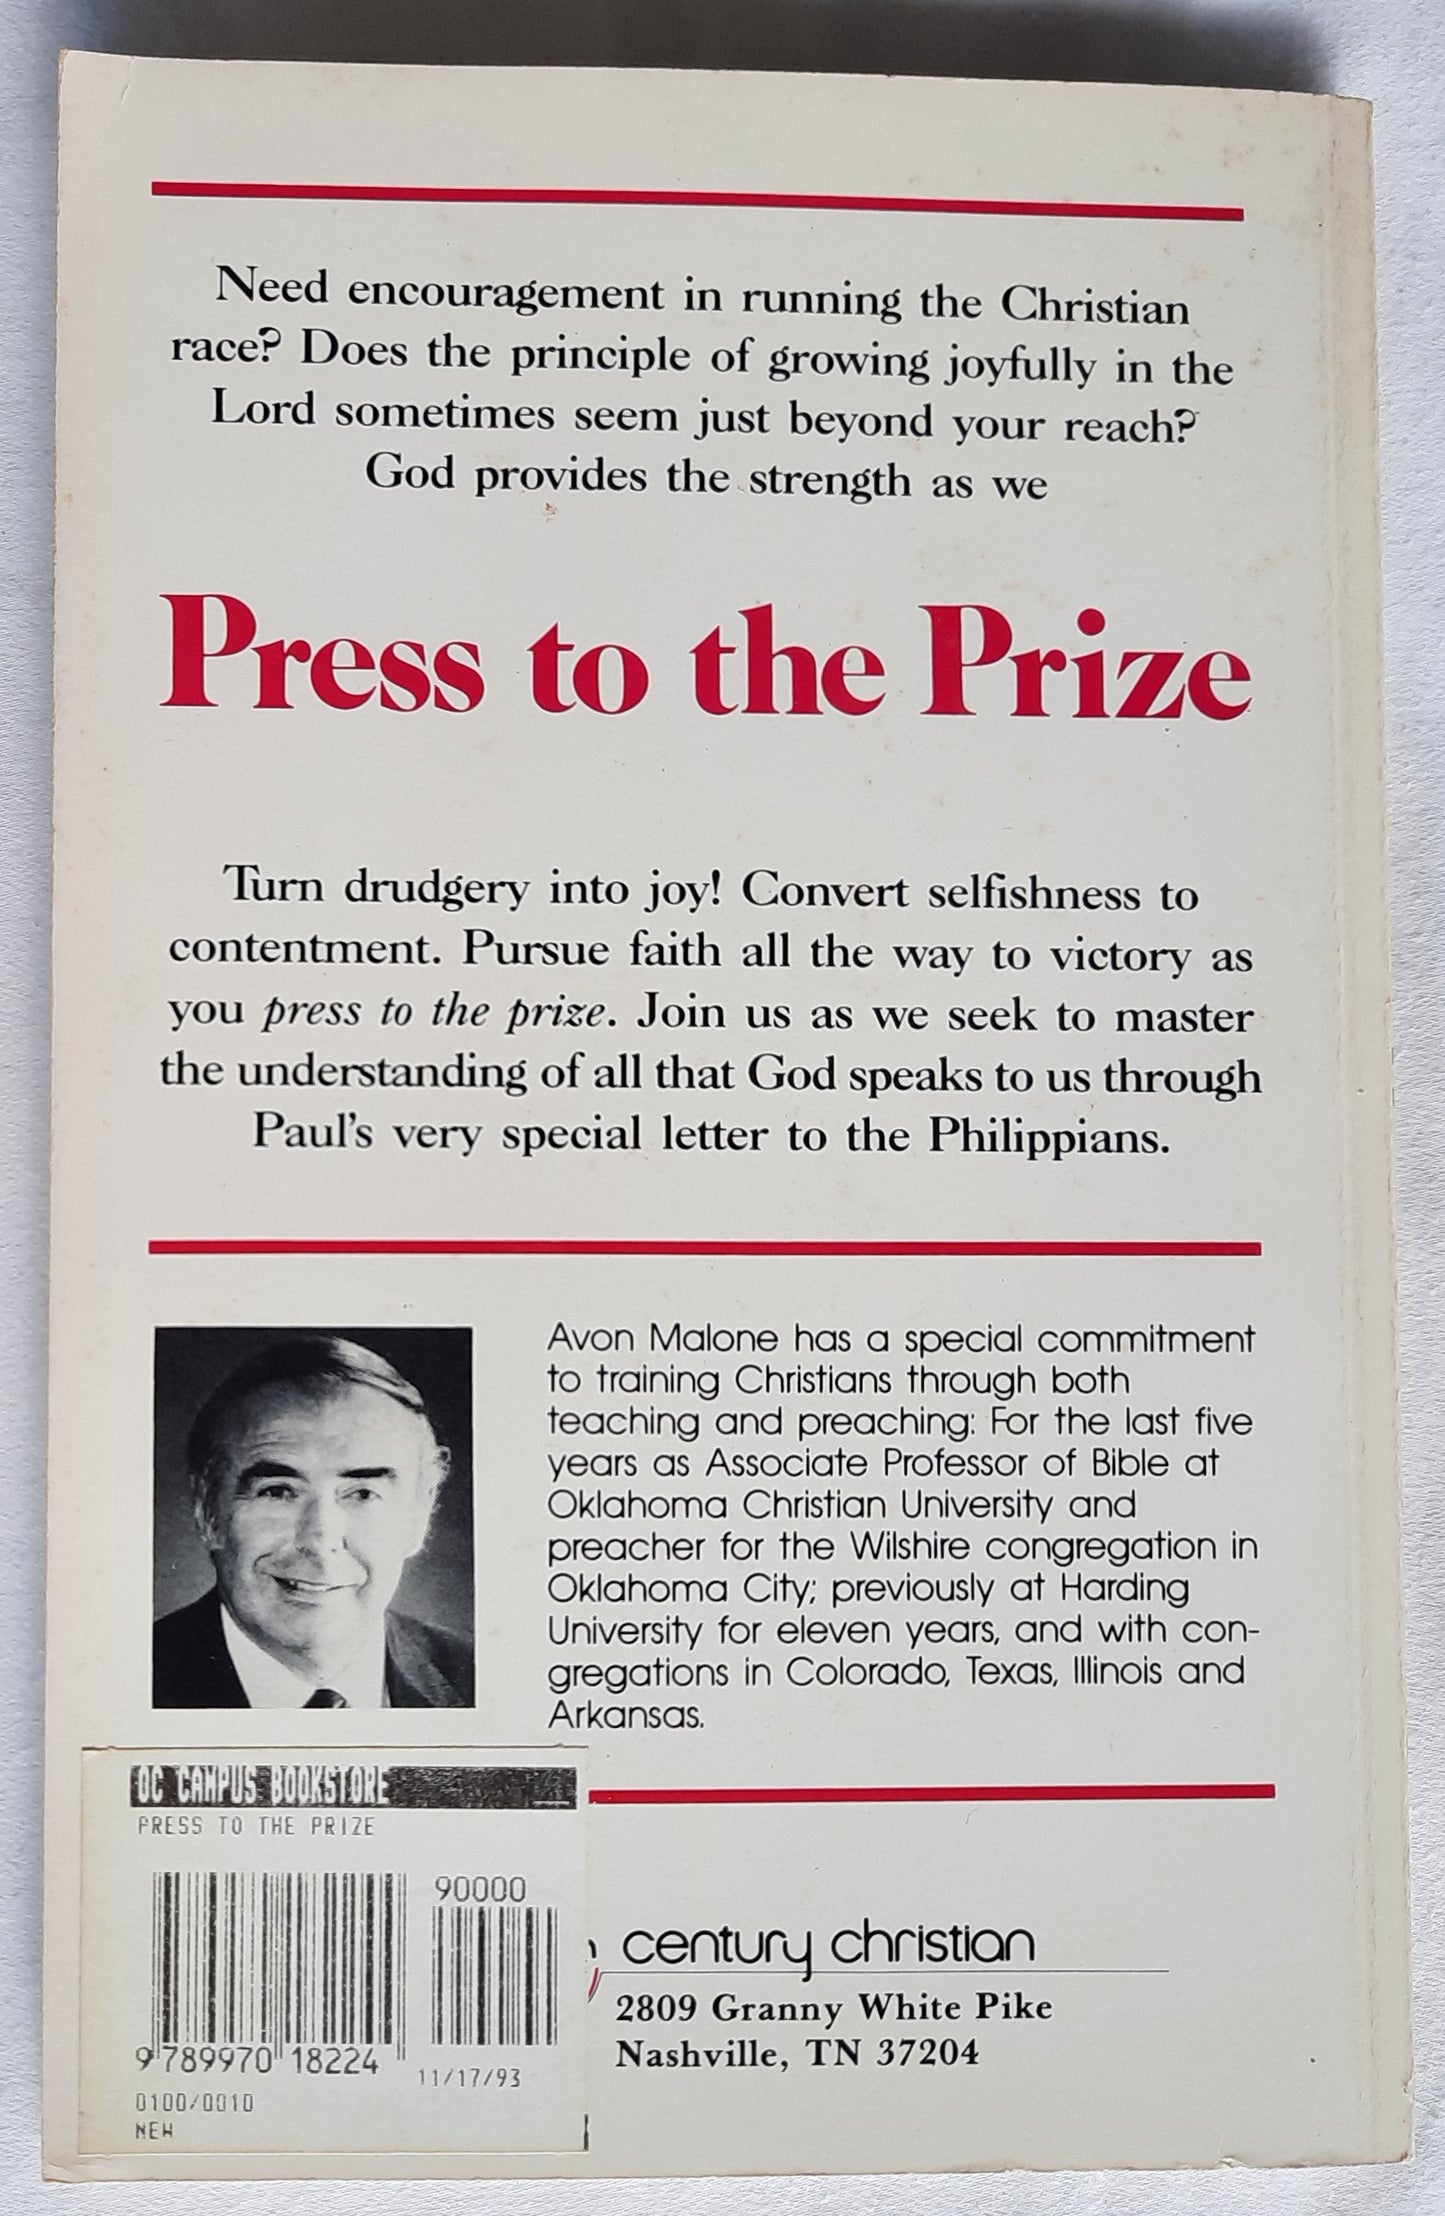 Need encouragement in running the Christian
race? Does the principle of growing joyfully in the
Lord sometimes seem just beyond your reach?
God provides the strength as we
Press to the Prize
Turn drudgery into joy! Convert selfishness to
contentment. Pursue faith all the way to victory as
you press to the prize. Join us as we seek to master
the understanding of all that God speaks to us through
Paul's very special letter to the Philippians.
Avon Malone has a special commitment
to training Christians through both
teaching and preaching: For the last five
years as Associate Professor of Bible at
Oklahoma Christian University and
preacher for the Wilshire congregation in
Oklahoma City; previously at Harding
University for eleven years, and with con-
gregations in Colorado, Texas, Illinois and
Arkansas.
OC CAMPUS BOOKSTORE
PRESS TO THE PRIZE
90000
9 789970 18224
11/17/93
0100/0010
NEW
century christian
2809 Granny White Pike
Nashville, TN 37204